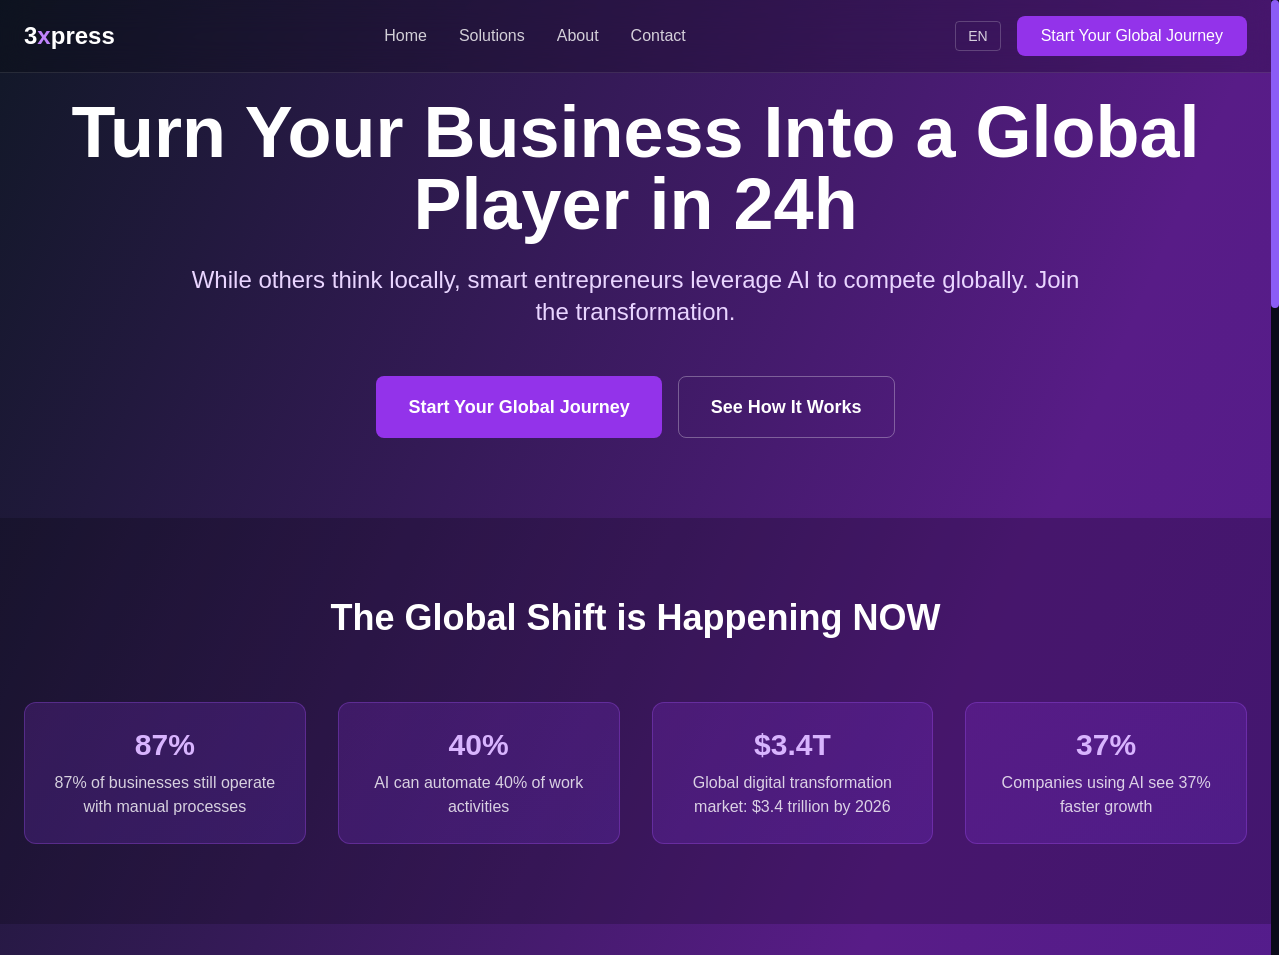 3xpress
Home
Solutions
About
Contact
EN
Start Your Global Journey
Turn Your Business Into a Global
Player in 24h
While others think locally, smart entrepreneurs leverage AI to compete globally. Join
the transformation.
Start Your Global Journey
See How It Works
The Global Shift is Happening NOW
87%
87% of businesses still operate
with manual processes
40%
AI can automate 40% of work
activities
$3.4T
Global digital transformation
market: $3.4 trillion by 2026
37%
Companies using AI see 37%
faster growth